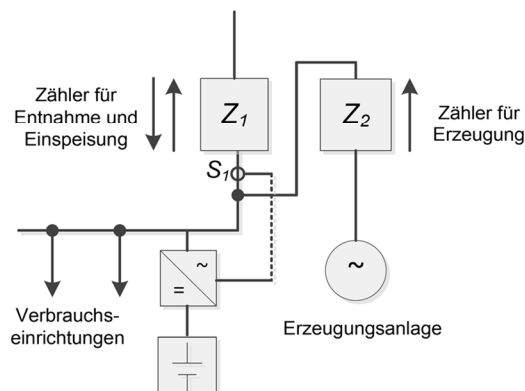 Zähler für
Entnahme und
Einspeisung
Z1
Z2
Zähler für
Erzeugung
S1
~
=
~
Verbrauchs-
einrichtungen
Erzeugungsanlage